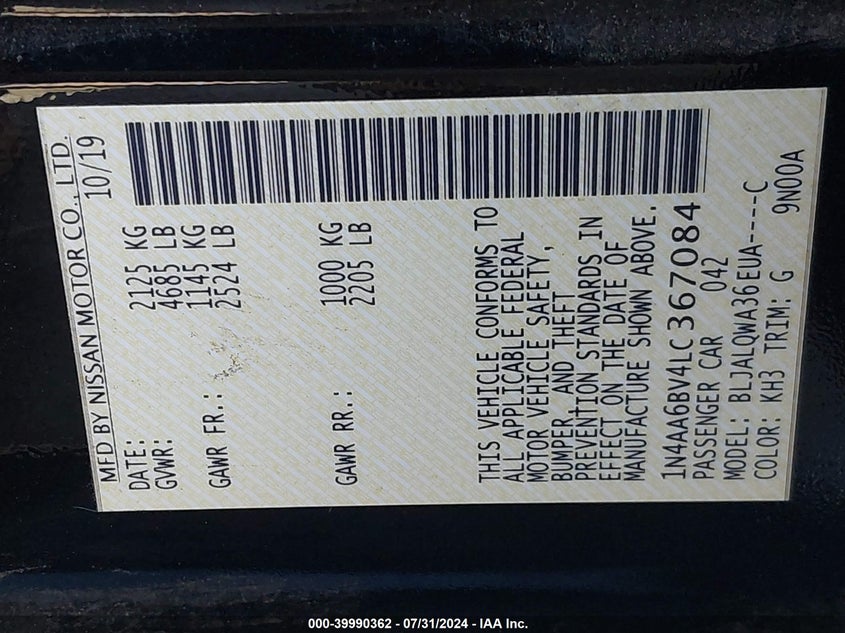 MFD BY NISSAN MOTOR CO., LTD.
DATE: 10/19
GVWR: 2125 KG
4685 LB
GAWR FR.: 1145 KG
2524 LB
GAWR RR.: 1000 KG
2205 LB
THIS VEHICLE CONFORMS TO
ALL APPLICABLE FEDERAL
MOTOR VEHICLE SAFETY,
BUMPER, AND THEFT
PREVENTION STANDARDS IN
EFFECT ON THE DATE OF
MANUFACTURE SHOWN ABOVE.
1N4AA6BV4LC367084
PASSENGER CAR 042
MODEL: BLJALQWA36EUA----C
COLOR: KH3 TRIM: G 9N00A
000-39990362 - 07/31/2024 - IAA Inc.